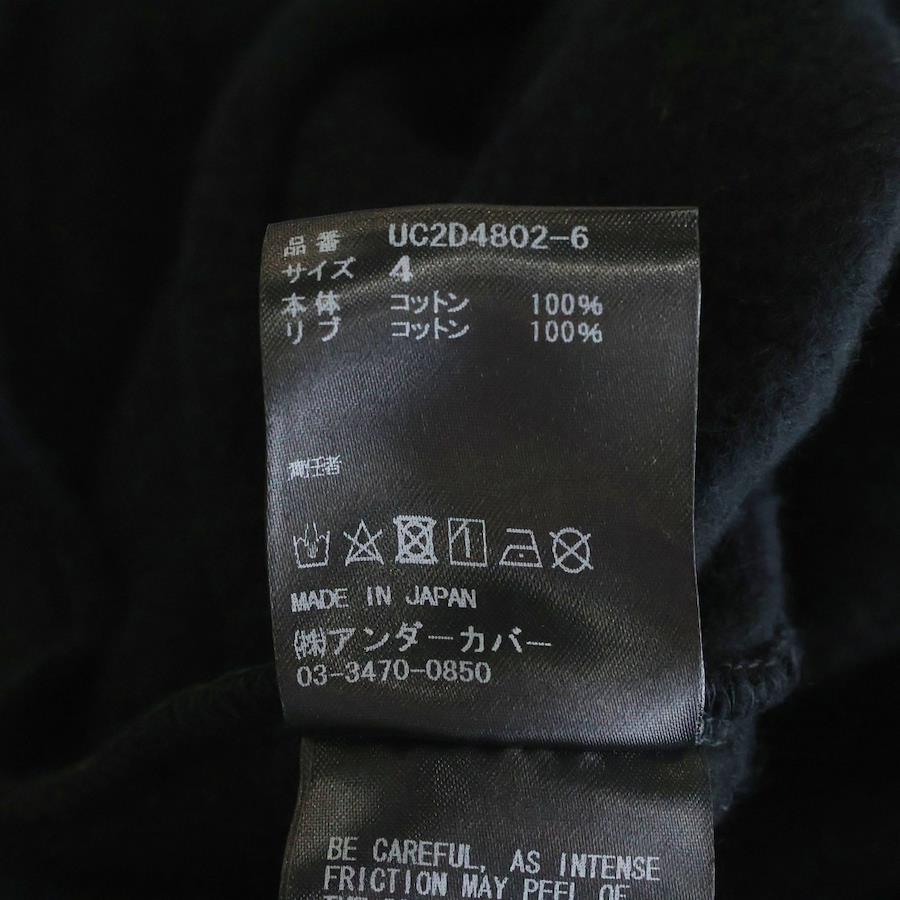 品番 UC2D4802-6
サイズ 4
本体 コットン 100%
リブ コットン 100%
責任者
MADE IN JAPAN
(株)アンダーカバー
03-3470-0850
BE CAREFUL, AS INTENSE
FRICTION MAY PEEL OF